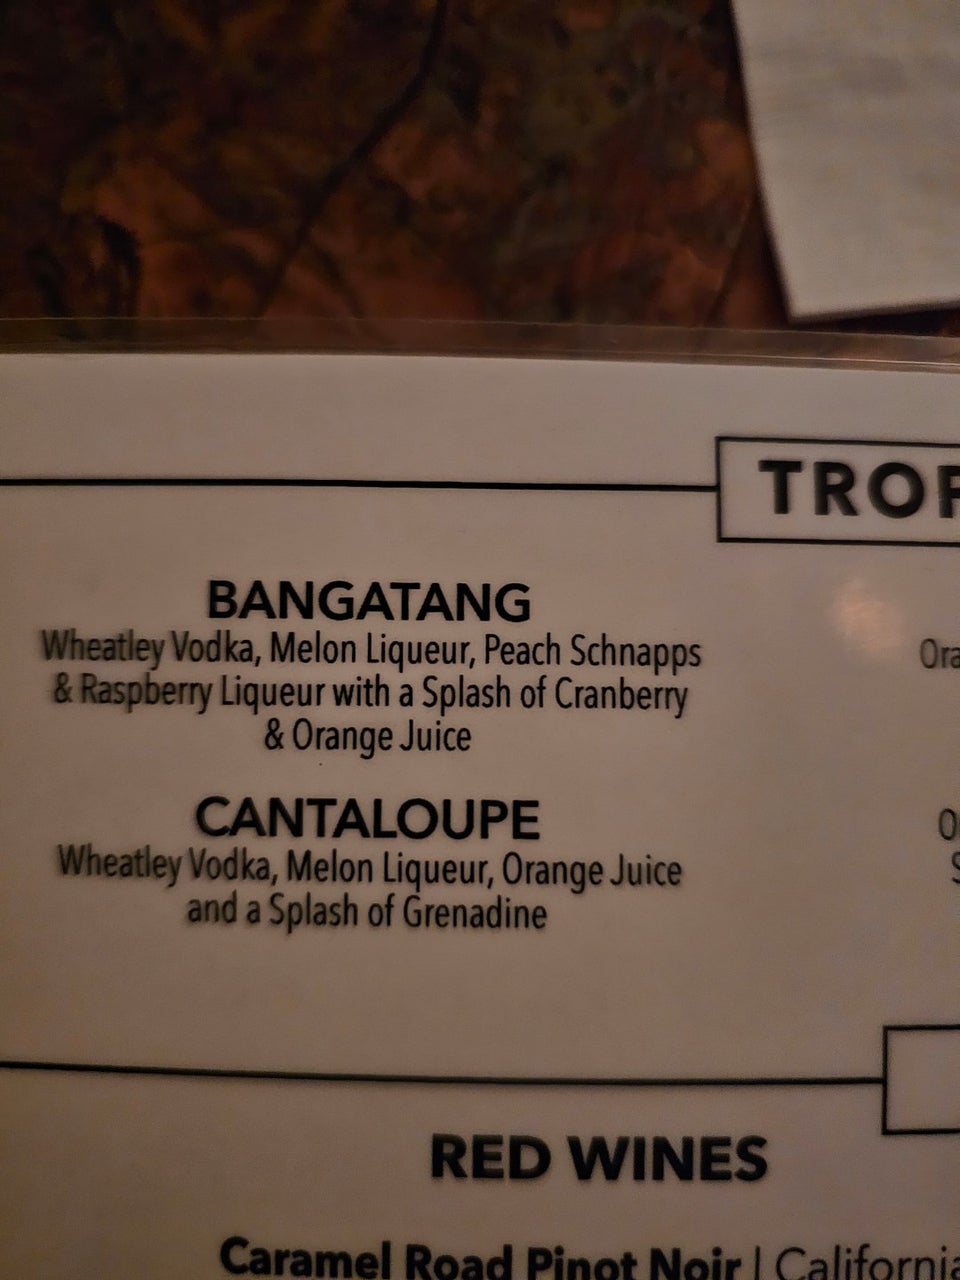 TROP
BANGATANG
Wheatley Vodka, Melon Liqueur, Peach Schnapps
& Raspberry Liqueur with a Splash of Cranberry
& Orange Juice
Ora
CANTALOUPE
Wheatley Vodka, Melon Liqueur, Orange Juice
and a Splash of Grenadine
O
S
RED WINES
Caramel Road Pinot Noir | California